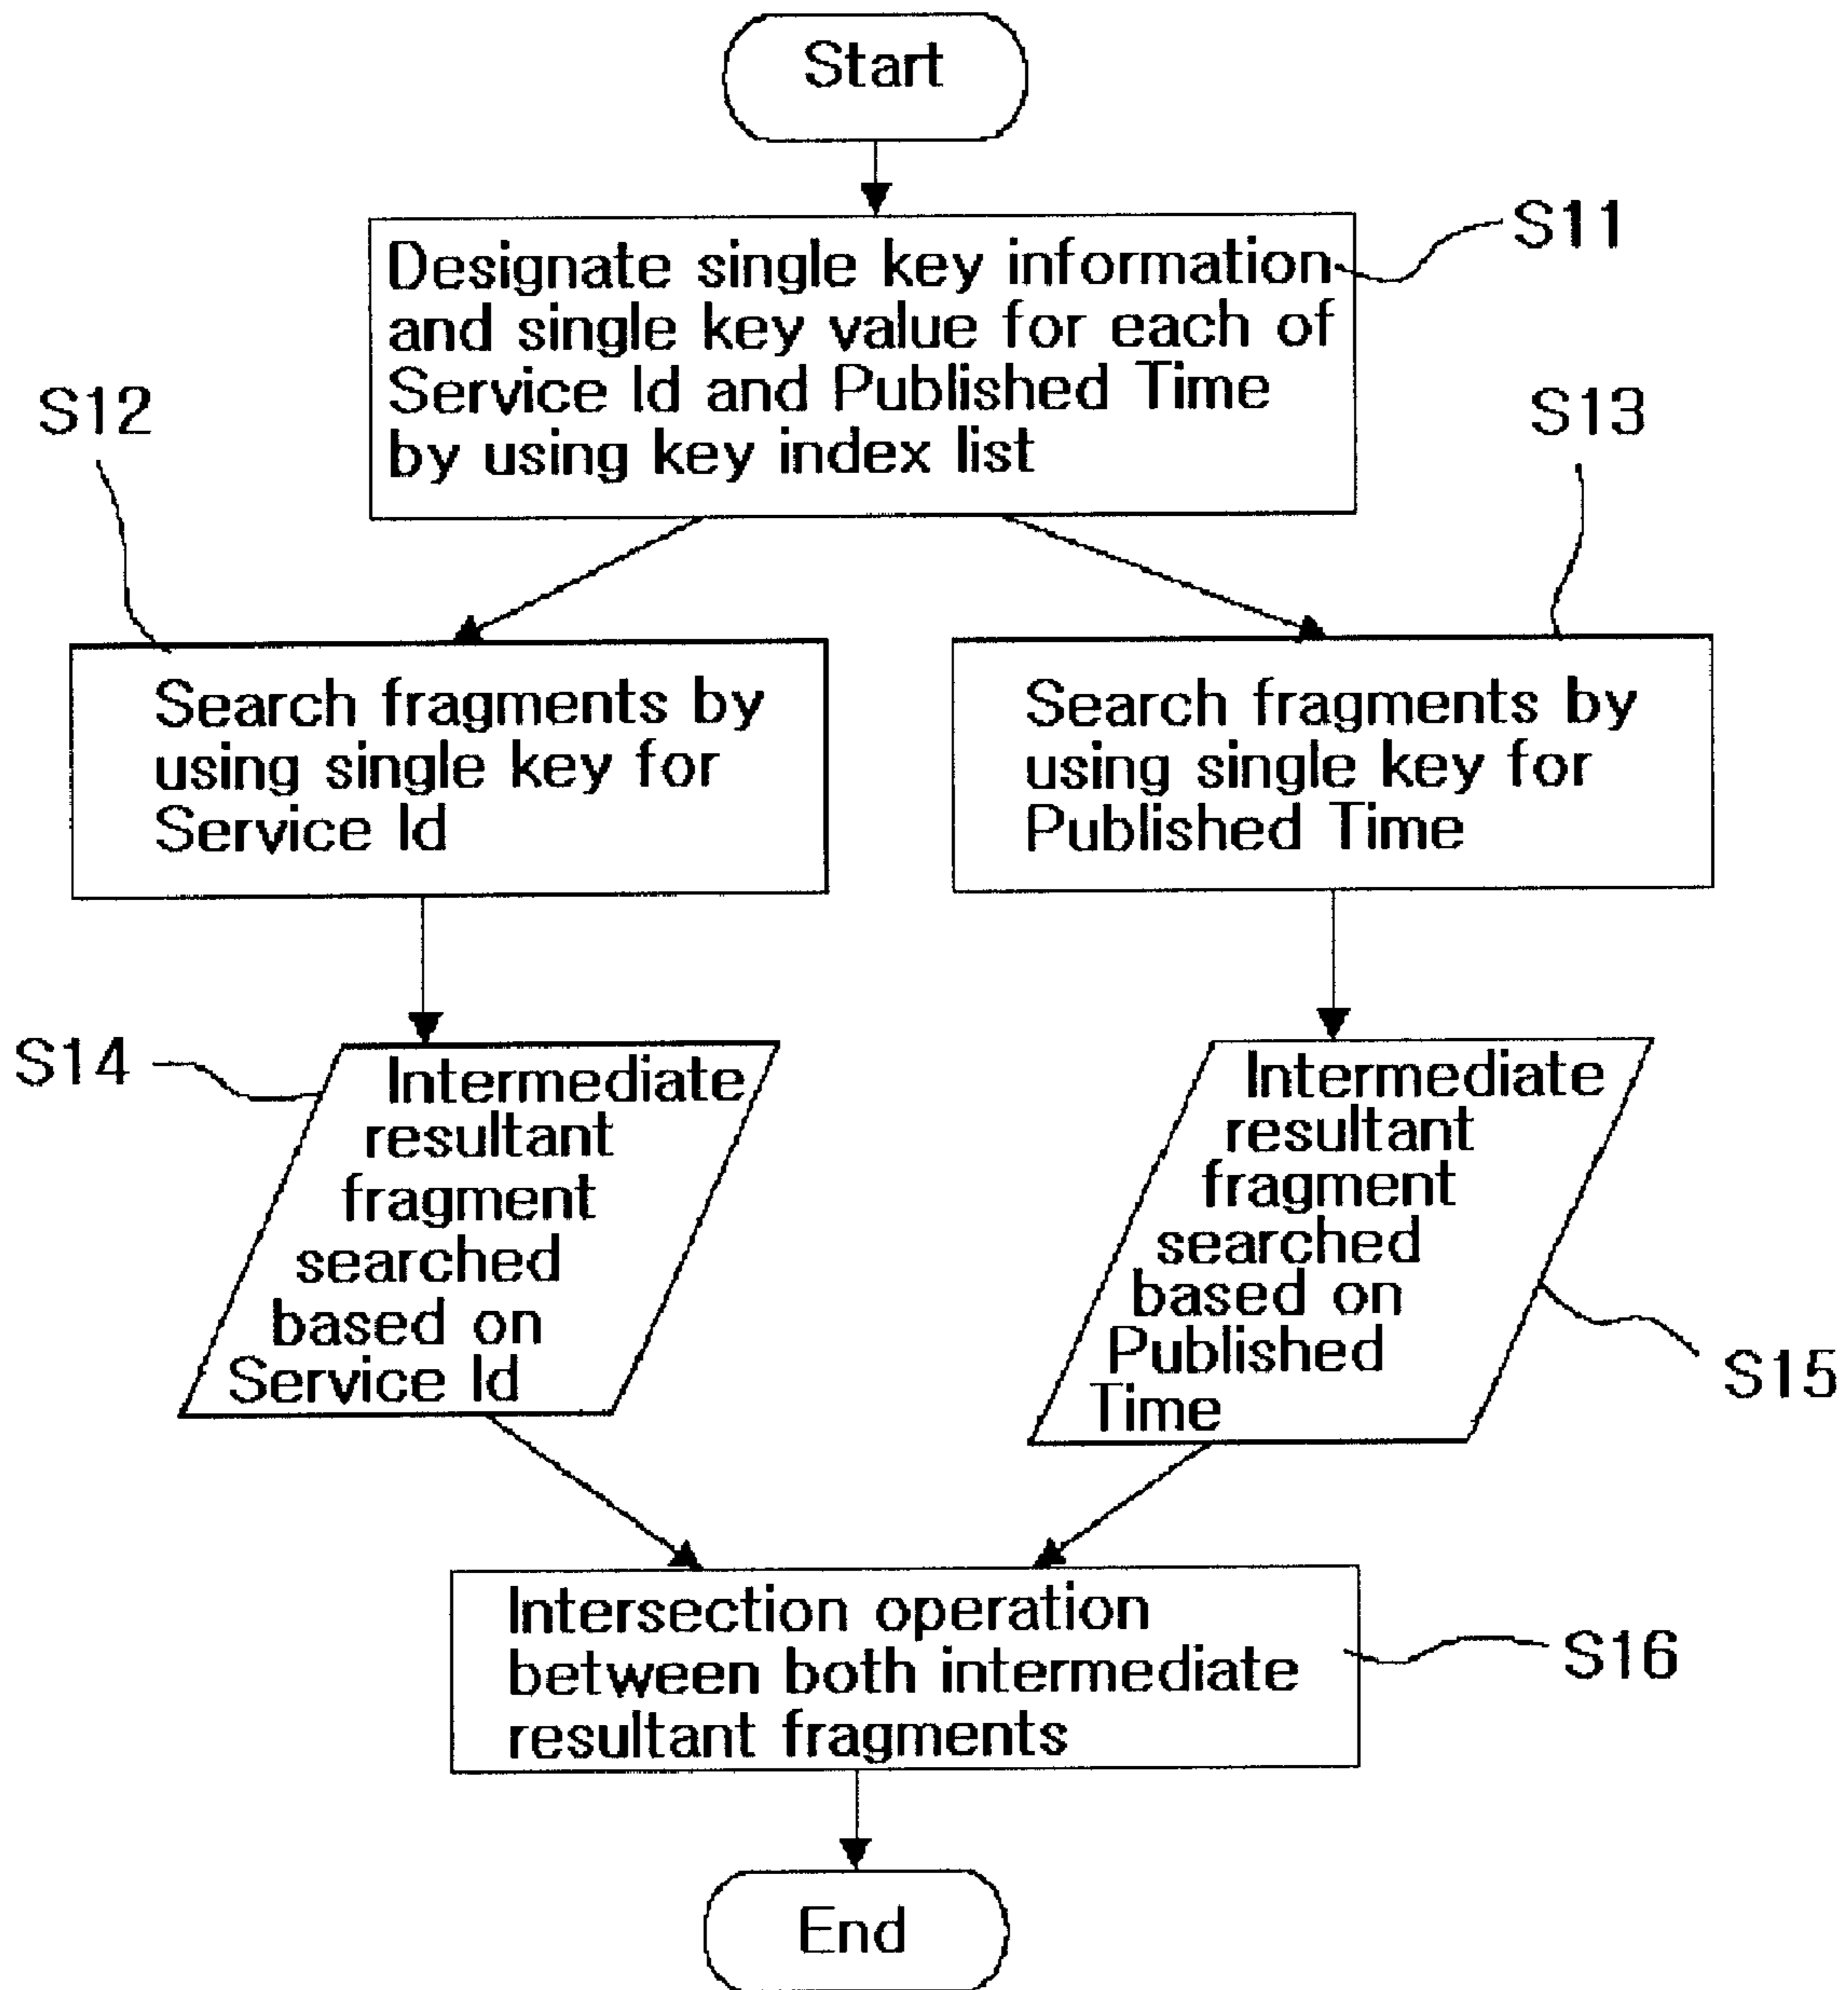 Start
S11
Designate single key information
and single key value for each of
Service Id and Published Time
by using key index list
S12
S13
Search fragments by
using single key for
Service Id
Search fragments by
using single key for
Published Time
S14
Intermediate
resultant
fragment
searched
based on
Service Id
Intermediate
resultant
fragment
searched
based on
Published
Time
S15
Intersection operation
between both intermediate
resultant fragments
S16
End